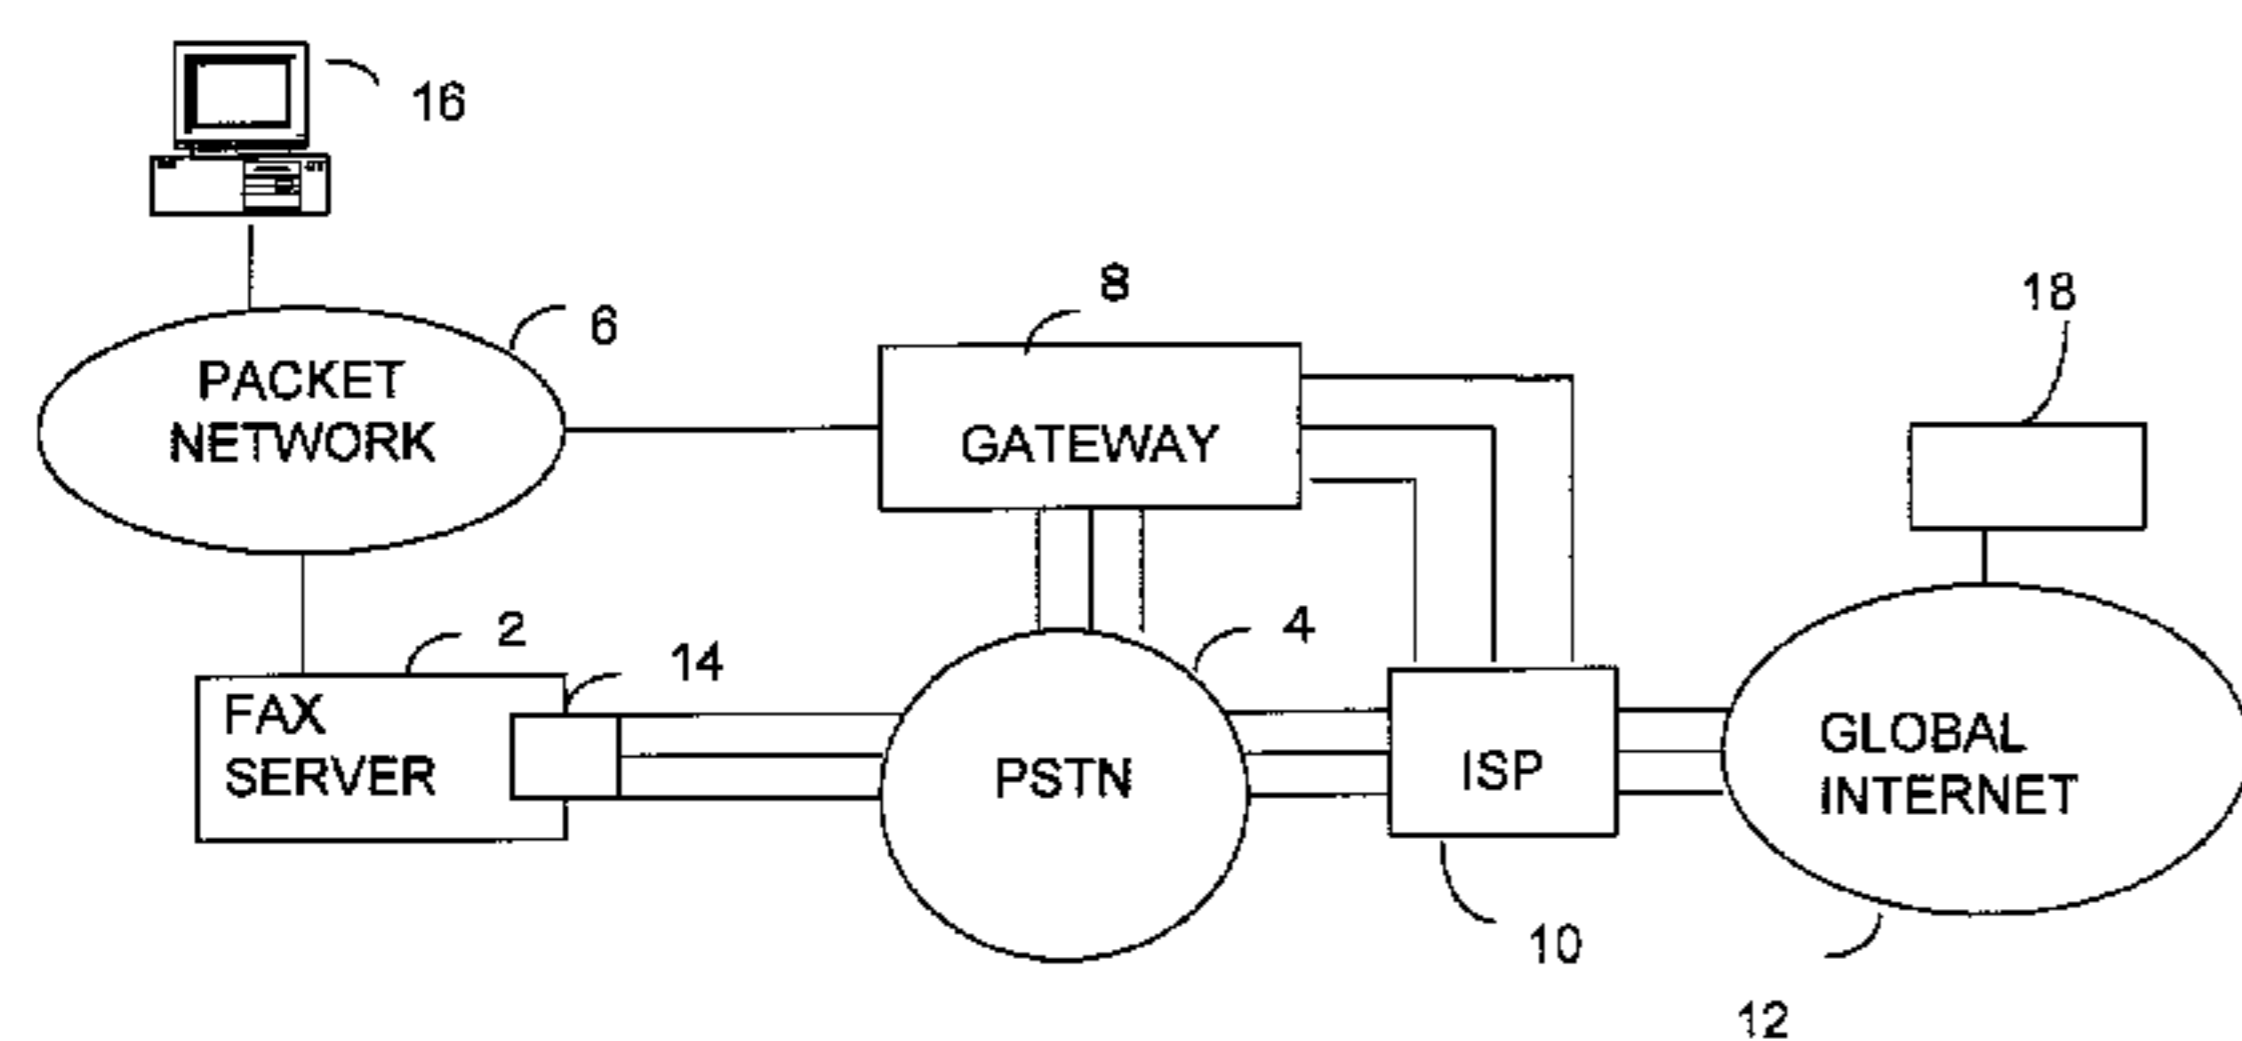 16
6
PACKET
NETWORK
8
GATEWAY
18
2
14
FAX
SERVER
4
PSTN
ISP
10
GLOBAL
INTERNET
12